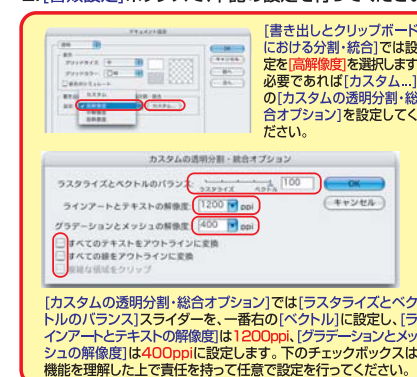 [書き出しとクリップボード
における分割・統合]では設
定を[高解像度]を選択します
必要であれば[カスタム...]
の[カスタムの透明分割・総
合オプション]を設定してく
ださい。
ドキュメント設定
カスタム...
カスタムの透明分割・統合オプション
ラスタライズとベクトルのバランス:
100
ラスタライズ ベクトル
OK
ラインアートとテキストの解像度: 1200 ppi
キャンセル
グラデーションとメッシュの解像度: 400 ppi
すべてのテキストをアウトラインに変換
すべての線をアウトラインに変換
複雑な領域をクリップ
[カスタムの透明分割・総合オプション]では[ラスタライズとベク
トルのバランス]スライダーを、一番右の[ベクトル]に設定し、[ラ
インアートとテキストの解像度]は1200ppi、[グラデーションとメッ
シュの解像度]は400ppiに設定します。下のチェックボックスは
機能を理解した上で責任を持って任意で設定を行ってください。